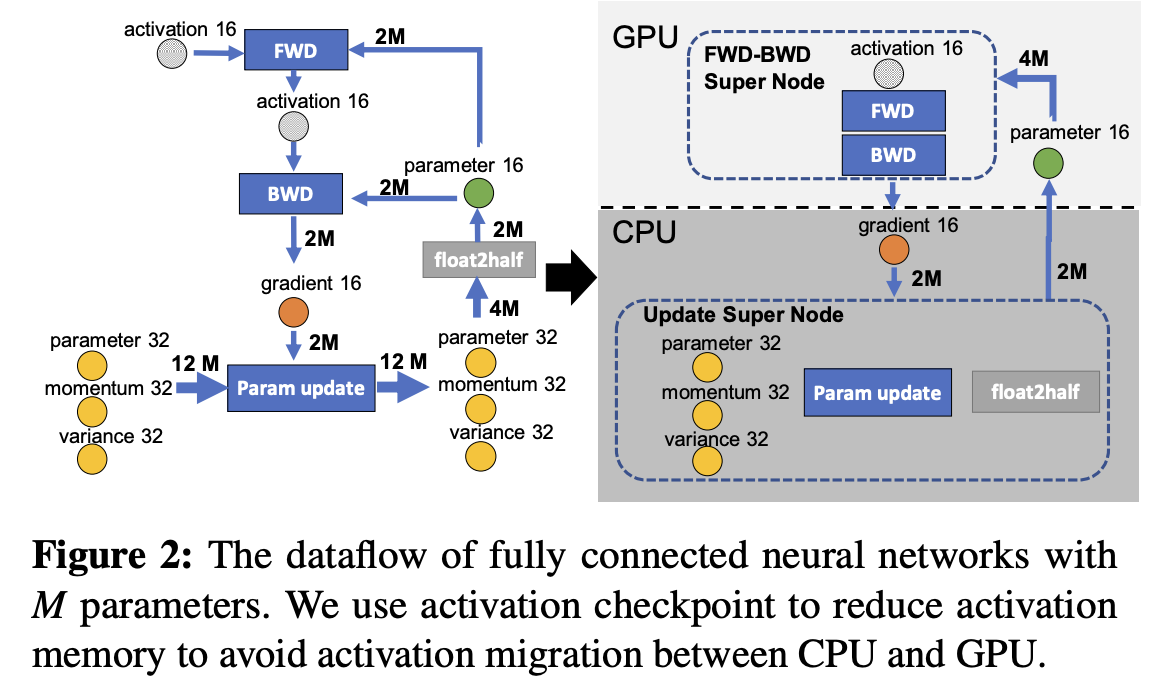 activation 16
FWD
2M
activation 16
parameter 16
BWD
2M
2M
2M
float2half
gradient 16
4M
2M
parameter 32
momentum 32
variance 32
12 M
Param update
12 M
parameter 32
momentum 32
variance 32
GPU
FWD-BWD
Super Node
activation 16
FWD
BWD
4M
parameter 16
CPU
gradient 16
2M
2M
Update Super Node
parameter 32
momentum 32
variance 32
Param update
float2half
Figure 2: The dataflow of fully connected neural networks with
M parameters. We use activation checkpoint to reduce activation
memory to avoid activation migration between CPU and GPU.